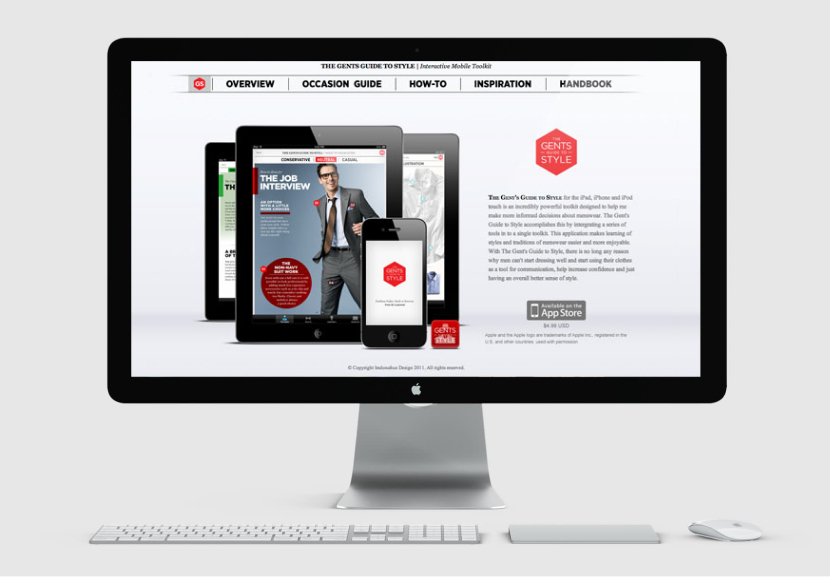 THE GENTS GUIDE TO STYLE | Interactive Mobile Toolkit
GS OVERVIEW OCCASION GUIDE HOW-TO INSPIRATION HANDBOOK
CONSERVATIVE NEUTRAL CASUAL
THE JOB
INTERVIEW
AN OPTION
WITH A LITTLE
MORE CHOICES
THE
NON-NAVY
SUIT WORK
THE
GENTS
GUIDE TO
STYLE
GENTS
THE
GENTS
GUIDE TO
STYLE
THE GENT'S GUIDE TO STYLE for the iPad, iPhone and iPod
touch is an incredibly powerful toolkit designed to help me
make more informed decisions about menswear. The Gent's
Guide to Style accomplishes this by integrating a series of
tools in to a single toolkit. This application makes learning of
styles and traditions of menswear easier and more enjoyable.
With The Gent's Guide to Style, there is no long any reason
why men can't start dressing well and start using their clothes
as a tool for communication, help increase confidence and just
having an overall better sense of style.
Available on the
App Store
$4.99 USD
Apple and the Apple logo are trademarks of Apple Inc., registered in the
U.S. and other countries, used with permission
Design 2011. All rights reserved.